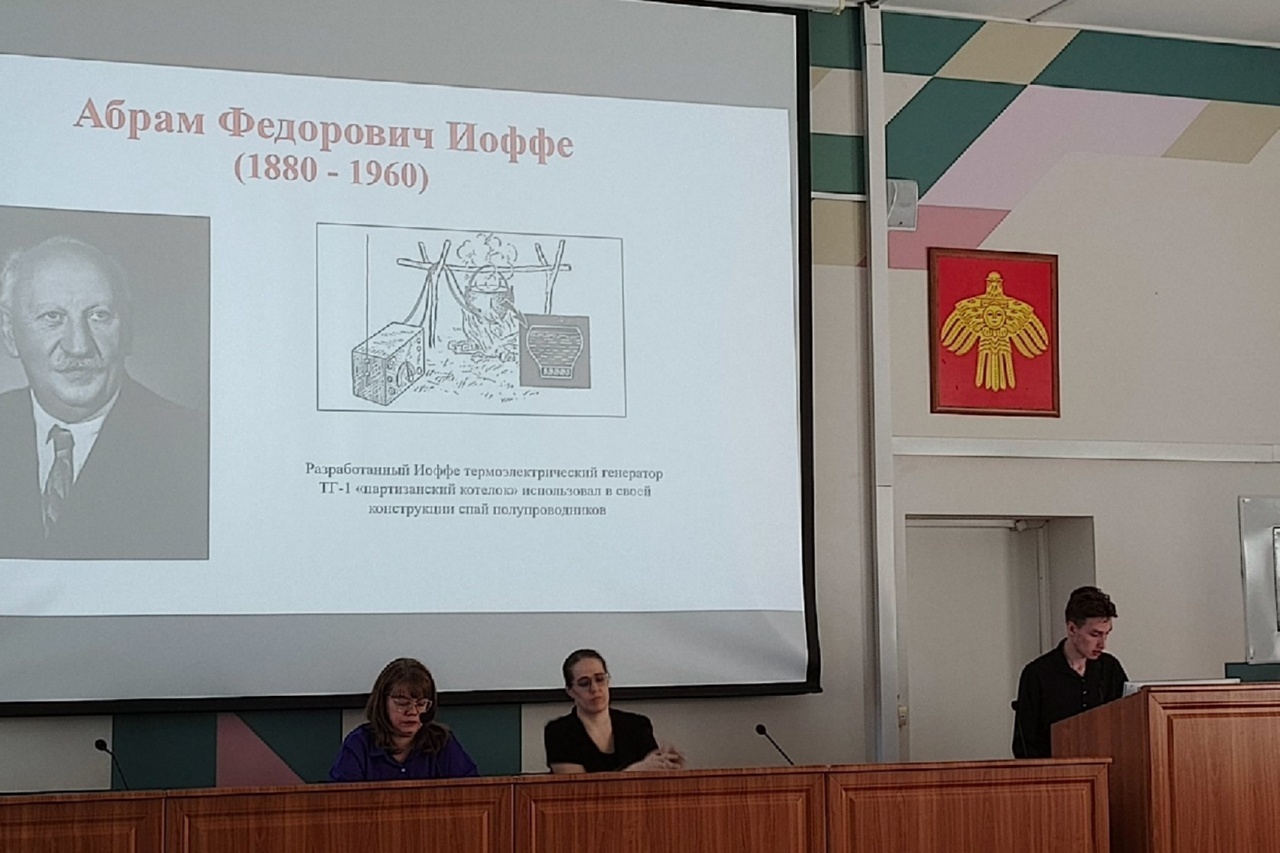 Абрам Федорович Иоффе
(1880 - 1960)
Разработанный Иоффе термоэлектрический генератор
ТГ-1 «партизанский котелок» использовал в своей
конструкции спай полупроводников